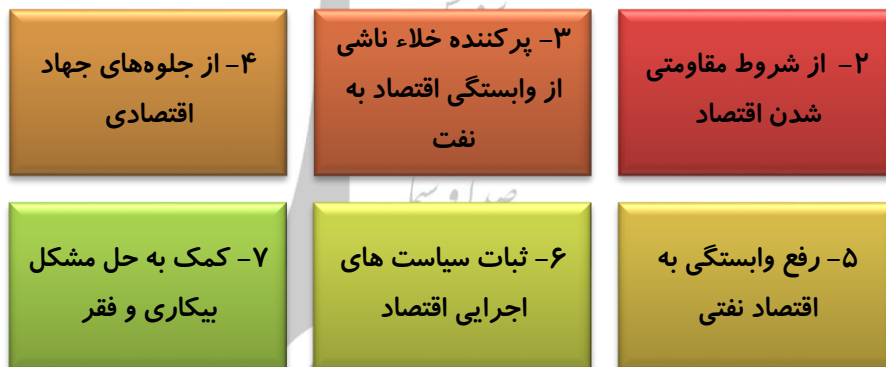 ۲- از شروط مقاومتی
شدن اقتصاد
۳- پرکننده خلاء ناشی
از وابستگی اقتصاد به
نفت
۴- از جلوه‌های جهاد
اقتصادی
صدا و سیما
۵- رفع وابستگی به
اقتصاد نفتی
۶- ثبات سیاست های
اجرایی اقتصاد
۷- کمک به حل مشکل
بیکاری و فقر